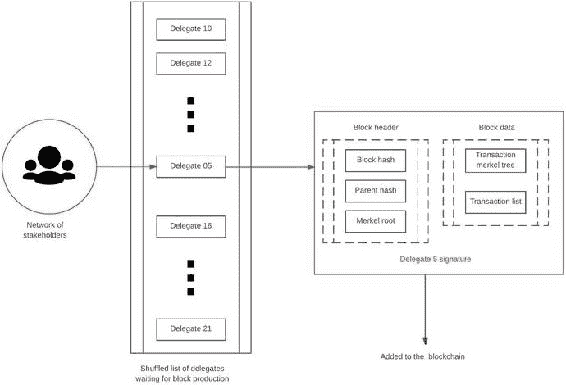 Delegate 10
Delegate 12
Delegate 05
Delegate 16
Delegate 21
Network of
stakeholders
Shuffled list of delegates
waiting for block production
Block header
Block hash
Parent hash
Merkel root
Block data
Transaction
merkel tree
Transaction list
Delegate 5 signature
Added to the blockchain